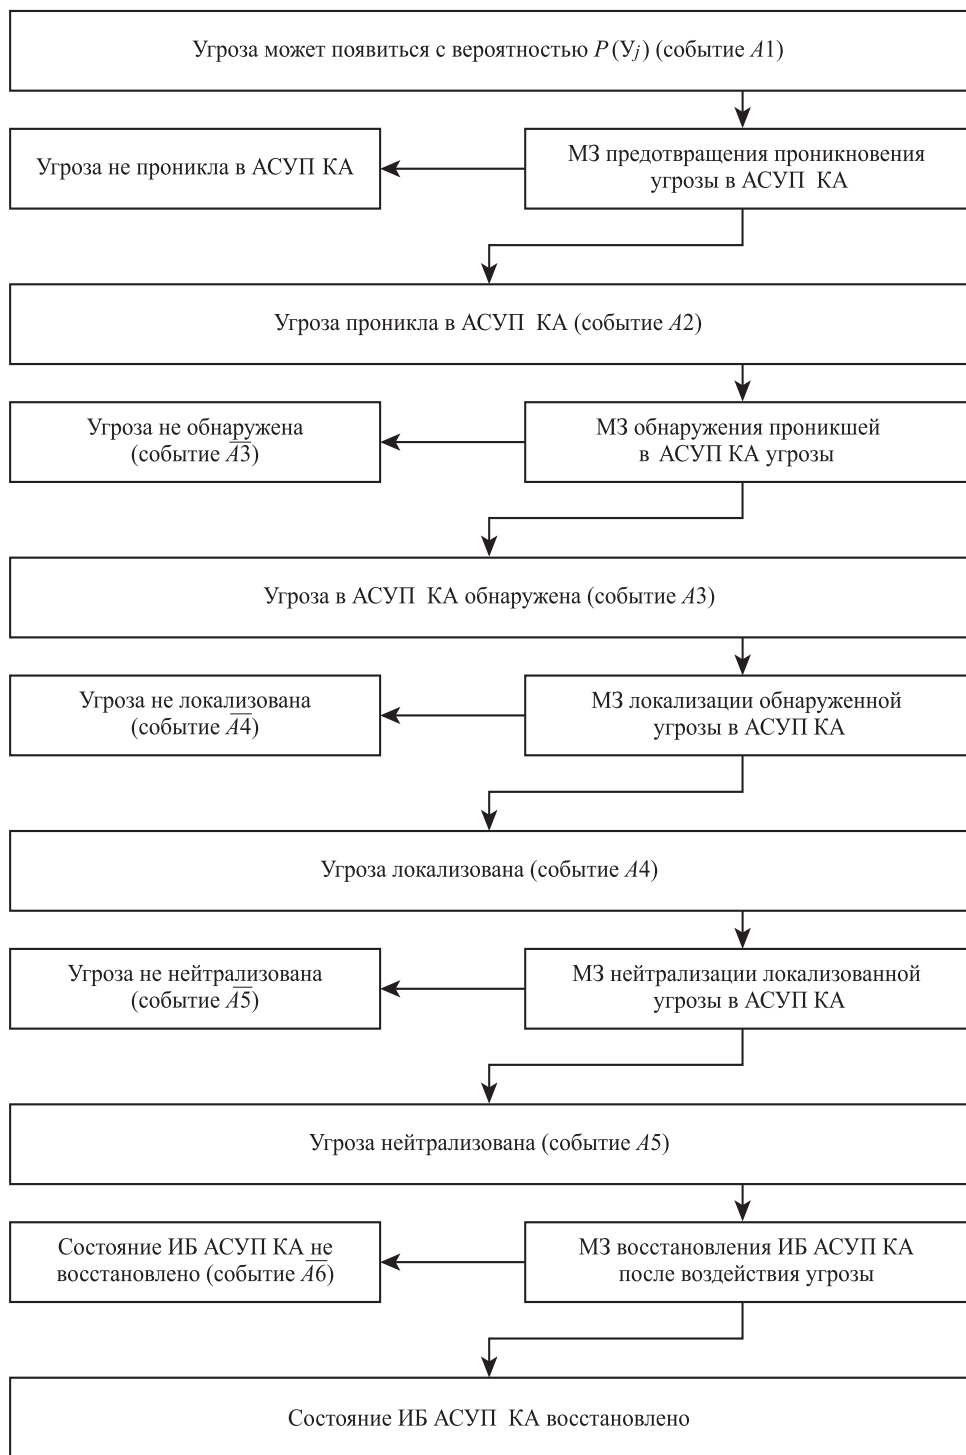 Угроза может появиться с вероятностью P(Уj) (событие A1)
Угроза не проникла в АСУП КА
МЗ предотвращения проникновения
угрозы в АСУП КА
Угроза проникла в АСУП КА (событие A2)
Угроза не обнаружена
(событие A̅3̅)
МЗ обнаружения проникшей
в АСУП КА угрозы
Угроза в АСУП КА обнаружена (событие A3)
Угроза не локализована
(событие A̅4̅)
МЗ локализации обнаруженной
угрозы в АСУП КА
Угроза локализована (событие A4)
Угроза не нейтрализована
(событие A̅5̅)
МЗ нейтрализации локализованной
угрозы в АСУП КА
Угроза нейтрализована (событие A5)
Состояние ИБ АСУП КА не
восстановлено (событие A̅6̅)
МЗ восстановления ИБ АСУП КА
после воздействия угрозы
Состояние ИБ АСУП КА восстановлено